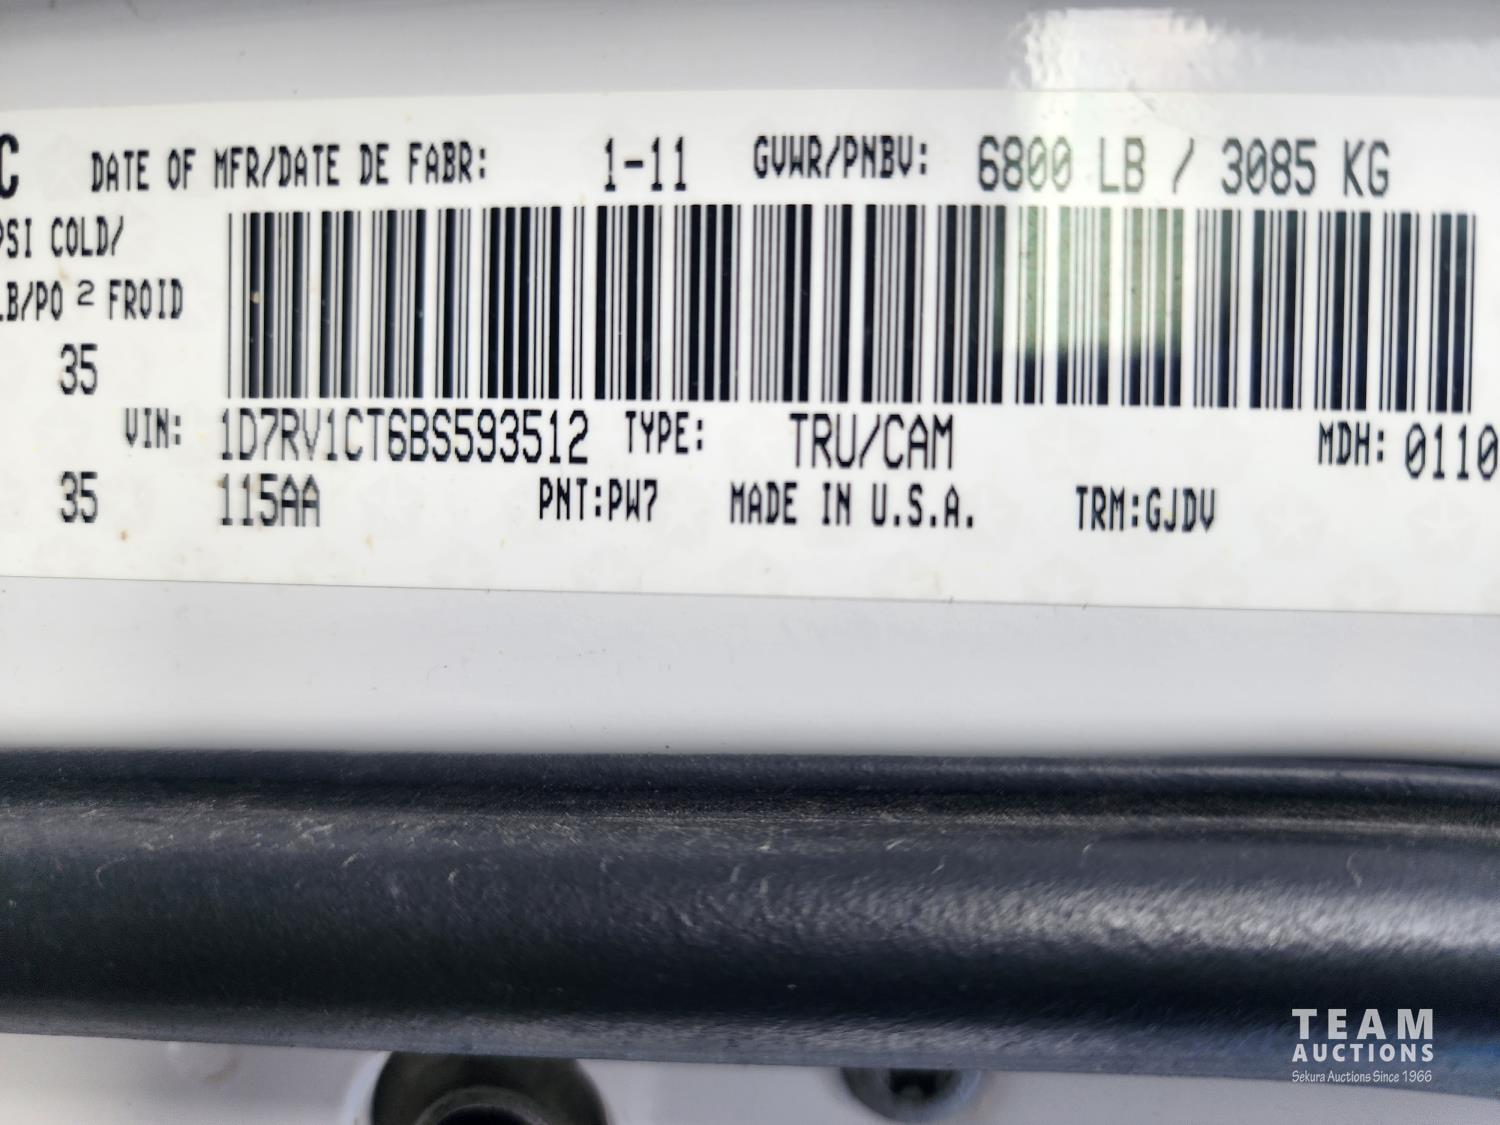 C DATE OF MFR/DATE DE FABR: 1-11 GVWR/PNBV: 6800 LB / 3085 KG
PSI COLD/
LB/PO 2 FROID
35
VIN: 1D7RV1CT6BS593512 TYPE: TRU/CAM MDH: 0110
35 115AA PNT:PW7 MADE IN U.S.A. TRM:GJDV
TEAM
AUCTIONS
Sekura Auctions Since 1966